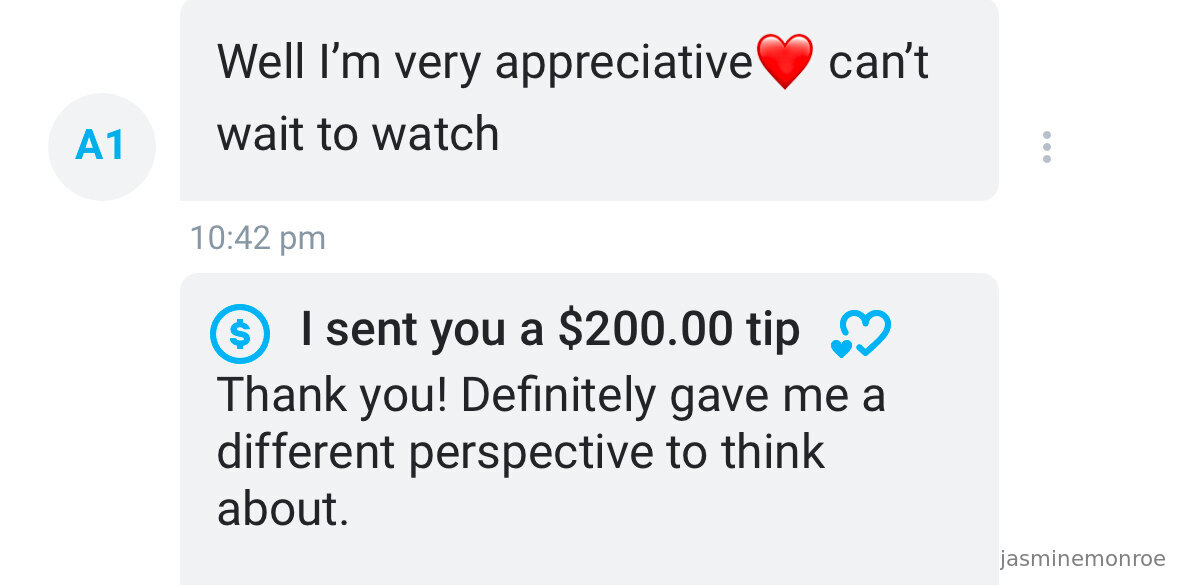 Well I’m very appreciative❤️ can’t
wait to watch
A1
10:42 pm
I sent you a $200.00 tip
Thank you! Definitely gave me a
different perspective to think
about.
jasminemonroe